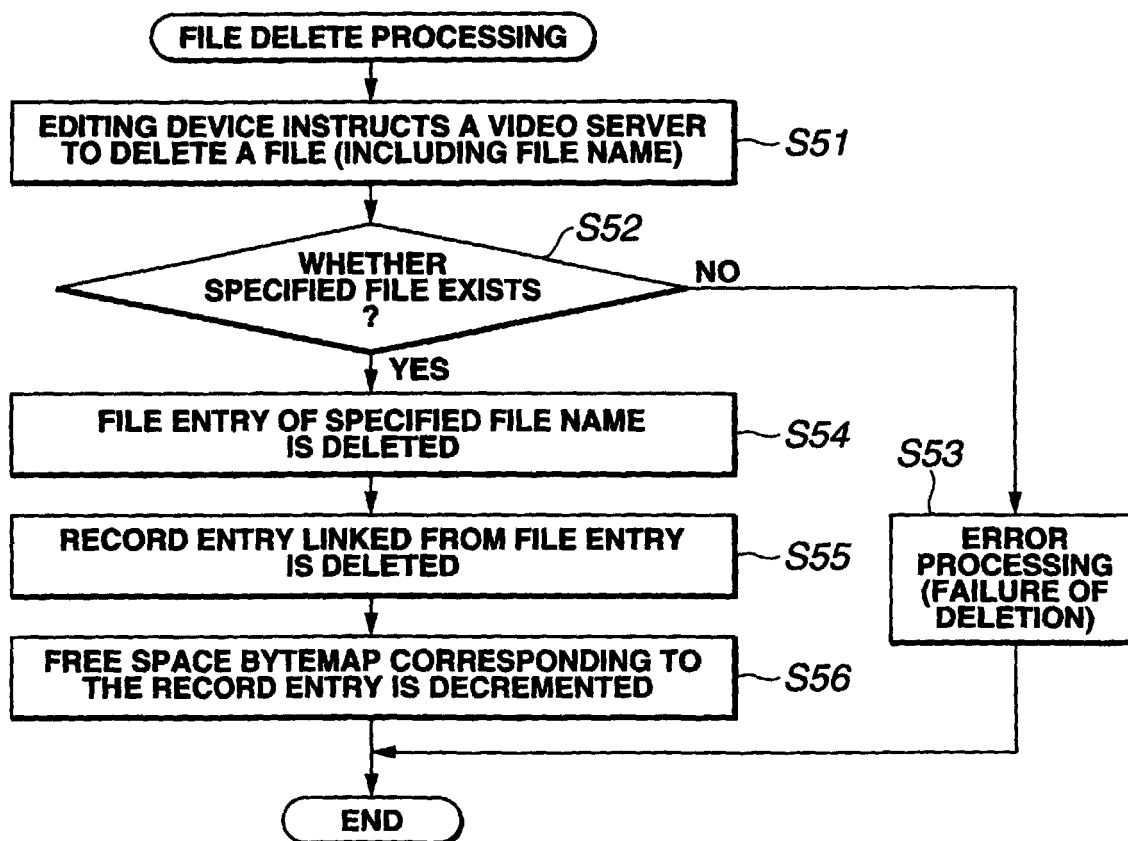 FILE DELETE PROCESSING
EDITING DEVICE INSTRUCTS A VIDEO SERVER
TO DELETE A FILE (INCLUDING FILE NAME)
S51
S52
WHETHER
SPECIFIED FILE EXISTS
?
NO
YES
FILE ENTRY OF SPECIFIED FILE NAME
IS DELETED
S54
S53
ERROR
PROCESSING
(FAILURE OF
DELETION)
RECORD ENTRY LINKED FROM FILE ENTRY
IS DELETED
S55
FREE SPACE BYTEMAP CORRESPONDING TO
THE RECORD ENTRY IS DECREMENTED
S56
END